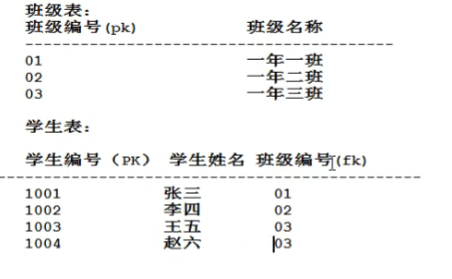 班级表：
班级编号(pk) 班级名称
----------------------------------------
01 一年一班
02 一年二班
03 一年三班
学生表：
学生编号（PK） 学生姓名 班级编号(fk)
----------------------------------------------
1001 张三 01
1002 李四 02
1003 王五 03
1004 赵六 03